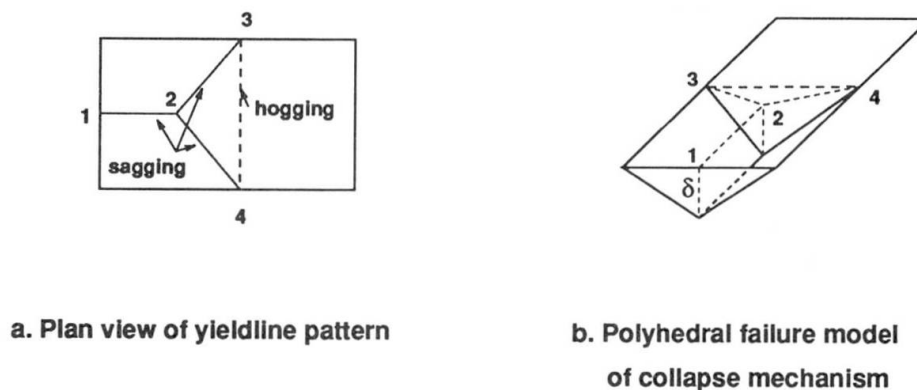 3
1
2
hogging
sagging
4
3
4
2
1
δ
a. Plan view of yieldline pattern
b. Polyhedral failure model
of collapse mechanism